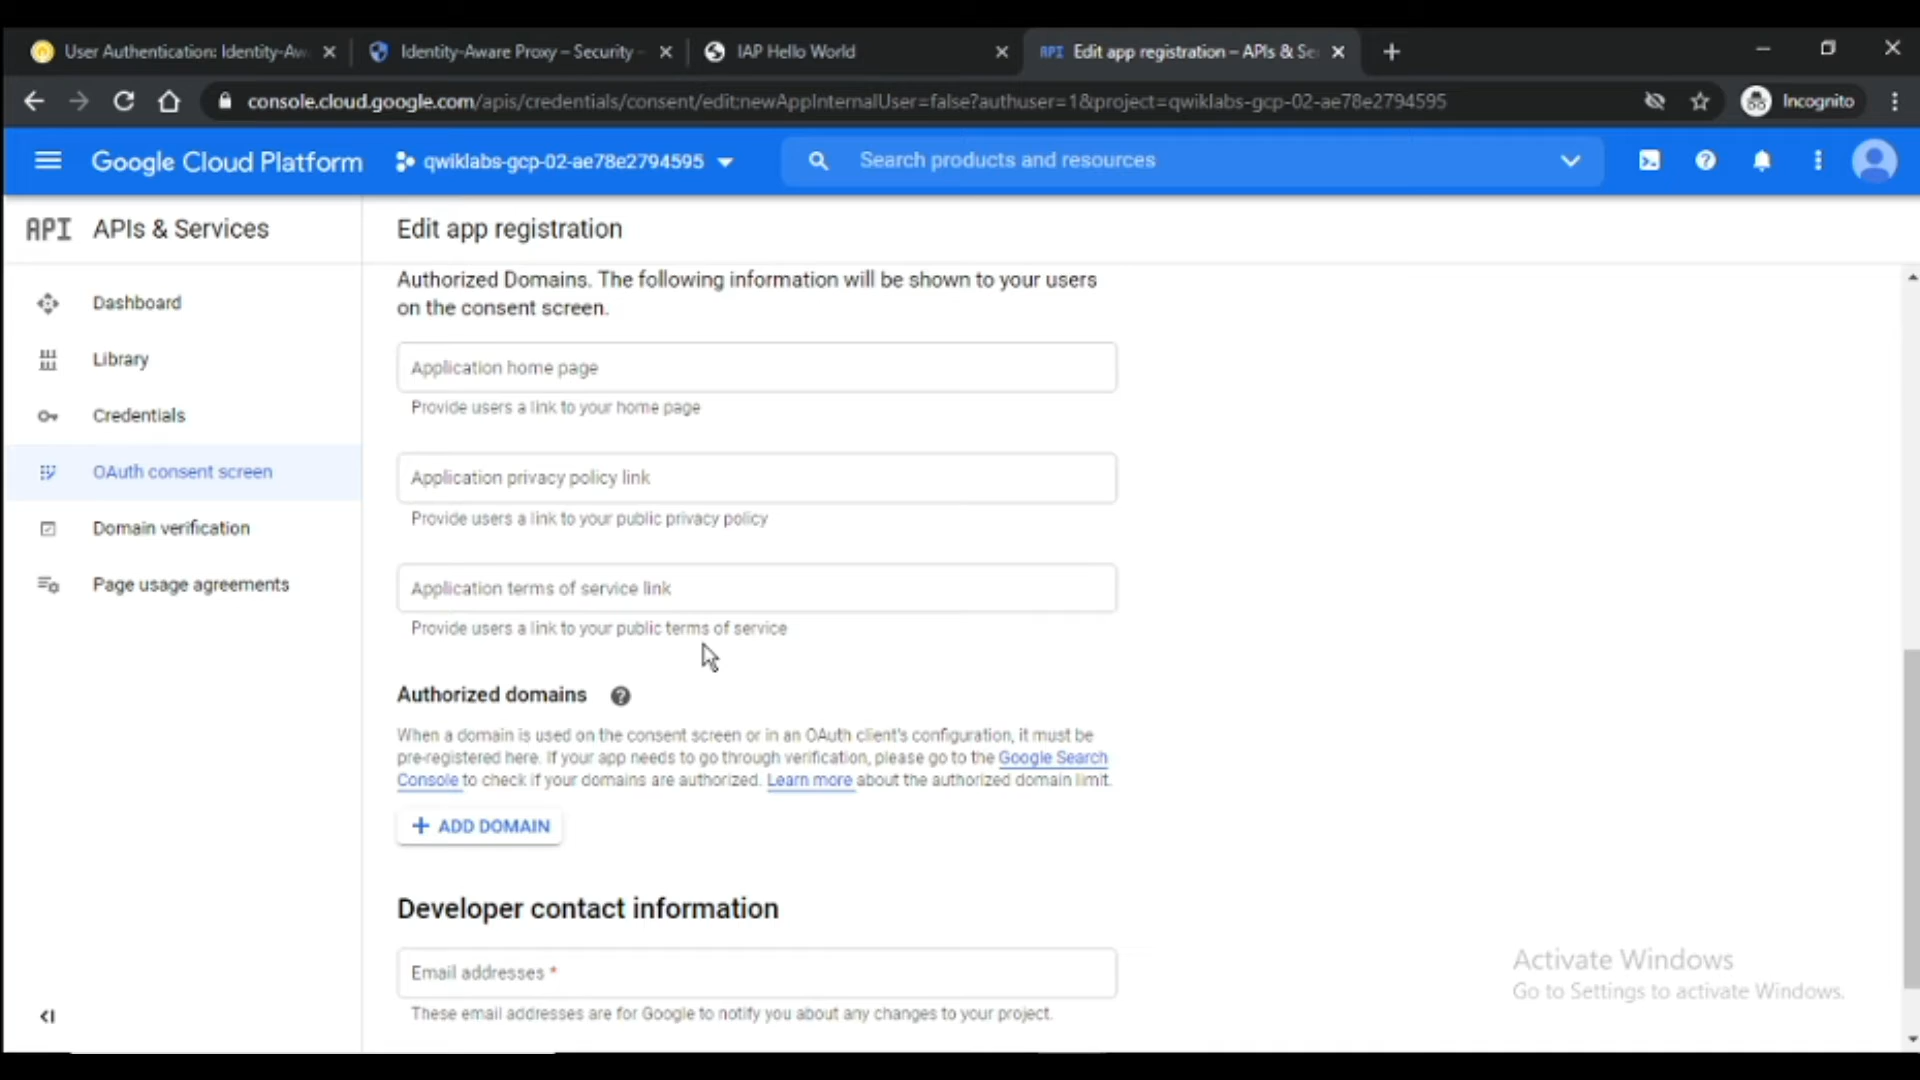 User Authentication: Identity-Aw
Identity-Aware Proxy – Security -
IAP Hello World
API Edit app registration – APIs & Se
console.cloud.google.com/apis/credentials/consent/edit;newAppInternalUser=false?authuser=1&project=qwiklabs-gcp-02-ae78e2794595
Incognito
Google Cloud Platform
qwiklabs-gcp-02-ae78e2794595
Search products and resources
API APIs & Services
Edit app registration
Dashboard
Library
Credentials
OAuth consent screen
Domain verification
Page usage agreements
Authorized Domains. The following information will be shown to your users
on the consent screen.
Application home page
Provide users a link to your home page
Application privacy policy link
Provide users a link to your public privacy policy
Application terms of service link
Provide users a link to your public terms of service
Authorized domains
When a domain is used on the consent screen or in an OAuth client's configuration, it must be
pre-registered here. If your app needs to go through verification, please go to the Google Search
Console to check if your domains are authorized. Learn more about the authorized domain limit.
+ ADD DOMAIN
Developer contact information
Email addresses *
These email addresses are for Google to notify you about any changes to your project.
Activate Windows
Go to Settings to activate Windows.